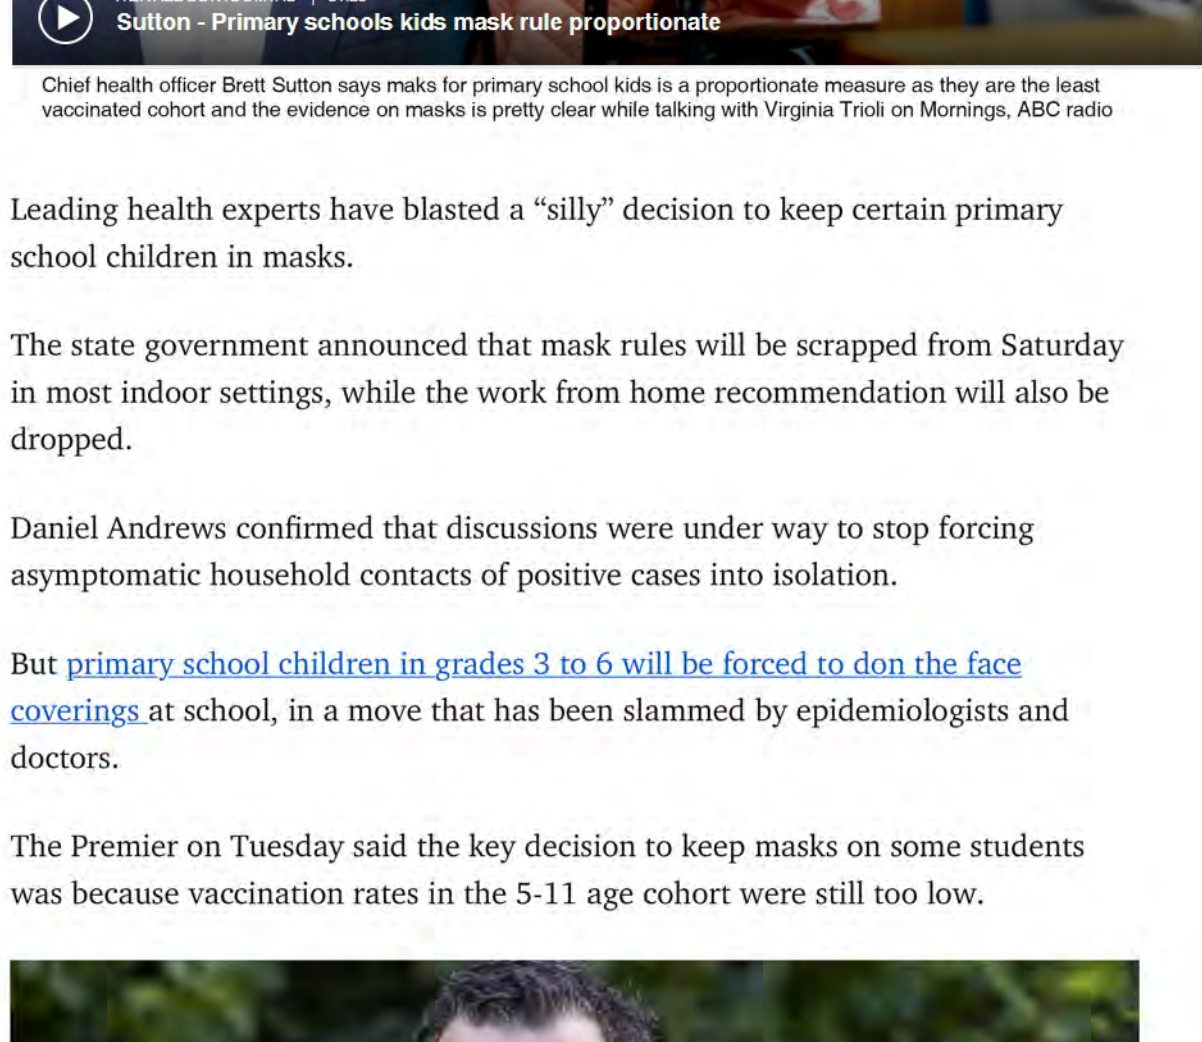 Sutton - Primary schools kids mask rule proportionate
Chief health officer Brett Sutton says maks for primary school kids is a proportionate measure as they are the least
vaccinated cohort and the evidence on masks is pretty clear while talking with Virginia Trioli on Mornings, ABC radio
Leading health experts have blasted a “silly” decision to keep certain primary
school children in masks.
The state government announced that mask rules will be scrapped from Saturday
in most indoor settings, while the work from home recommendation will also be
dropped.
Daniel Andrews confirmed that discussions were under way to stop forcing
asymptomatic household contacts of positive cases into isolation.
But primary school children in grades 3 to 6 will be forced to don the face
coverings at school, in a move that has been slammed by epidemiologists and
doctors.
The Premier on Tuesday said the key decision to keep masks on some students
was because vaccination rates in the 5-11 age cohort were still too low.